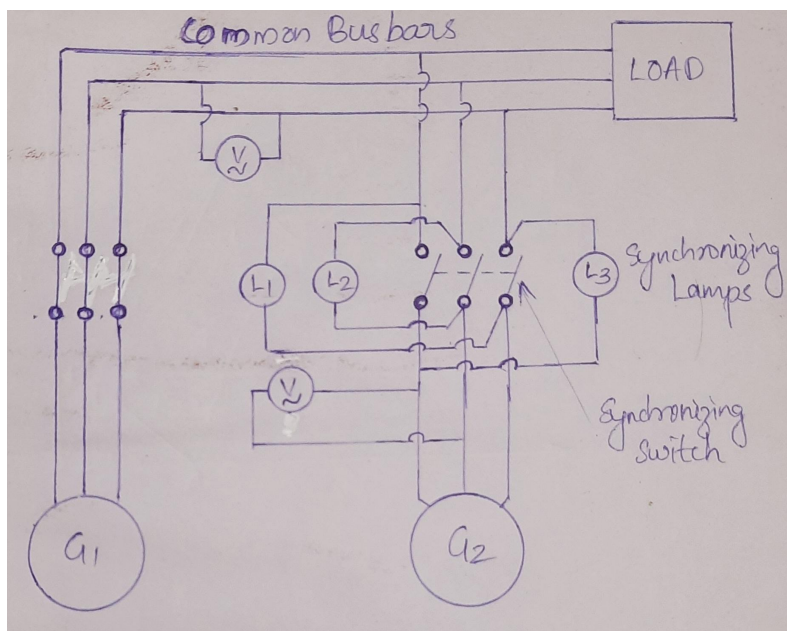 Common Busbars
LOAD
V
L1
L2
L3
Synchronizing
Lamps
V
Synchronizing
Switch
G1
G2